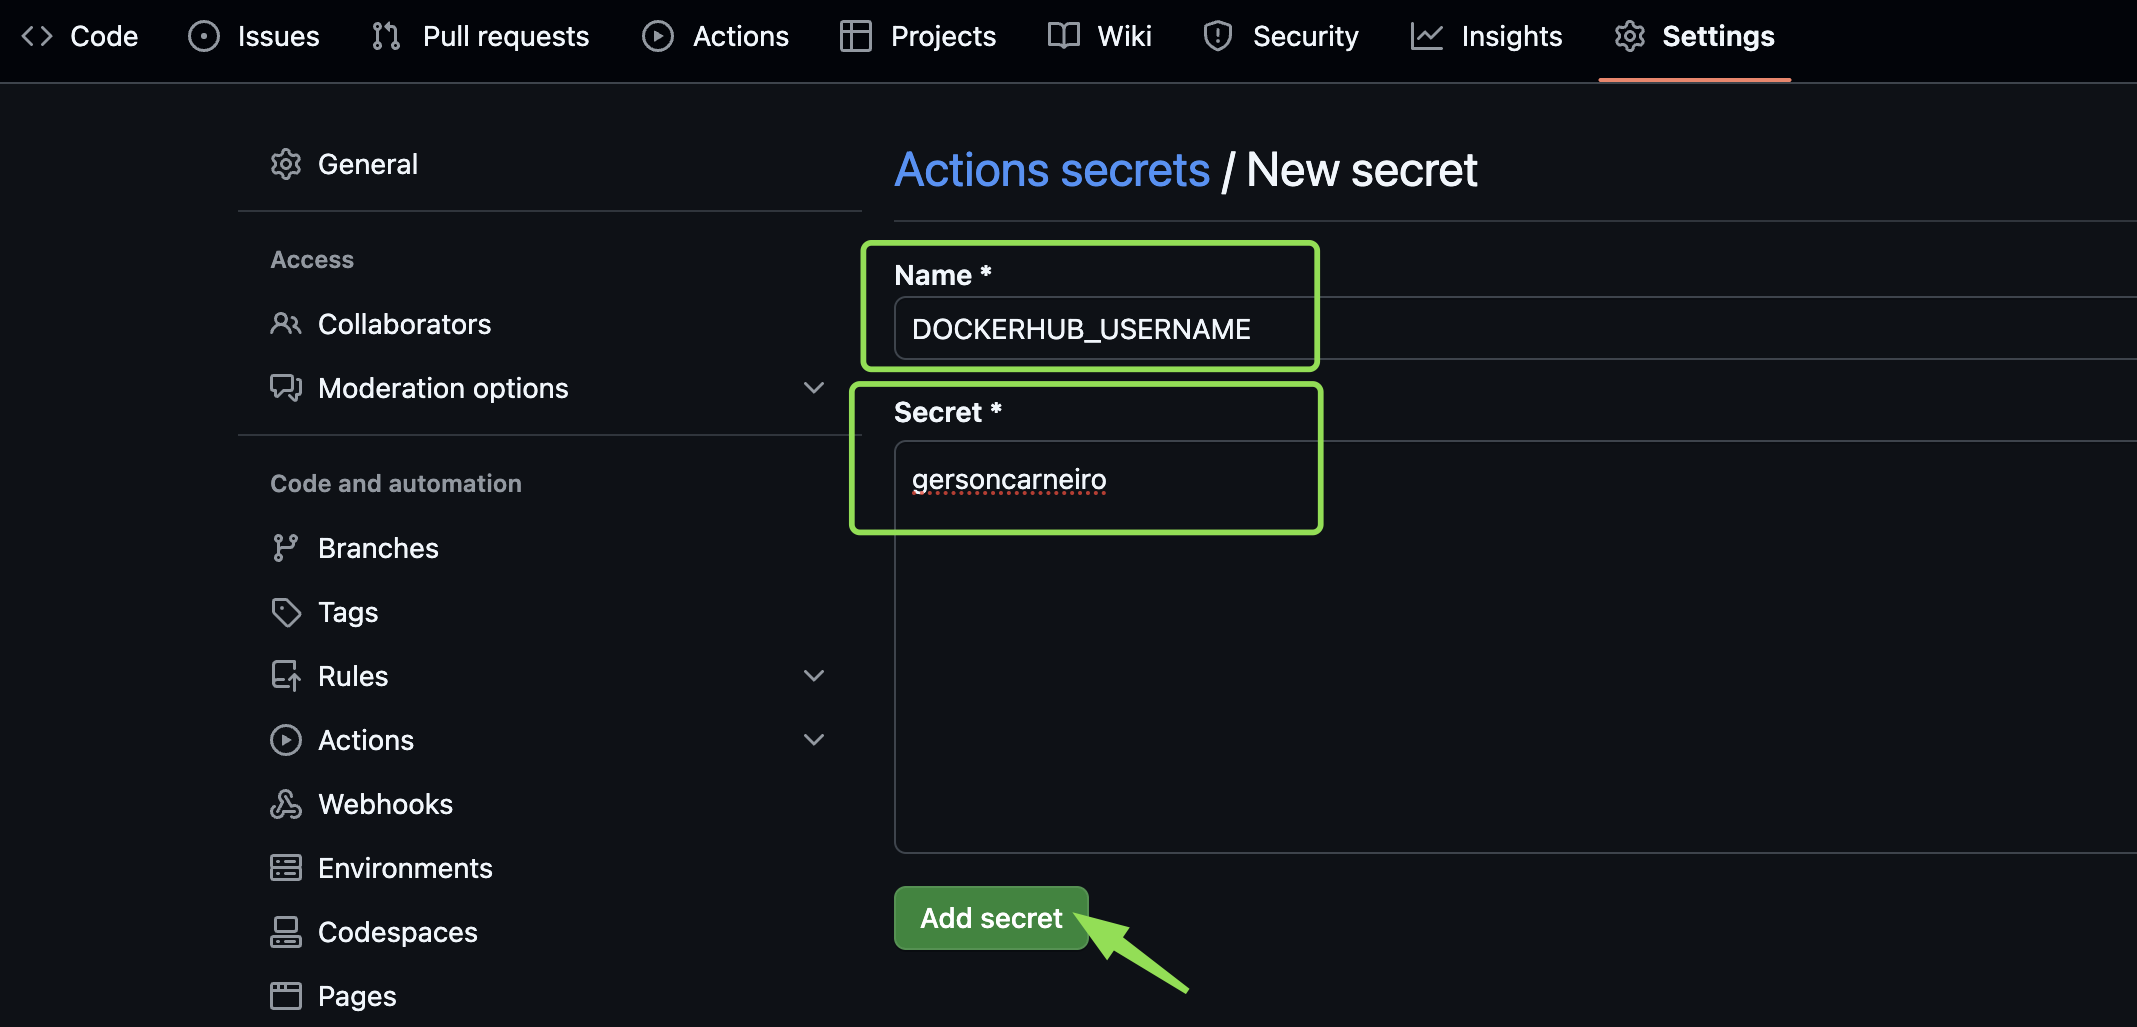 Code Issues Pull requests Actions Projects Wiki Security Insights Settings
General
Access
Collaborators
Moderation options
Code and automation
Branches
Tags
Rules
Actions
Webhooks
Environments
Codespaces
Pages
Actions secrets / New secret
Name *
DOCKERHUB_USERNAME
Secret *
gersoncarneiro
Add secret